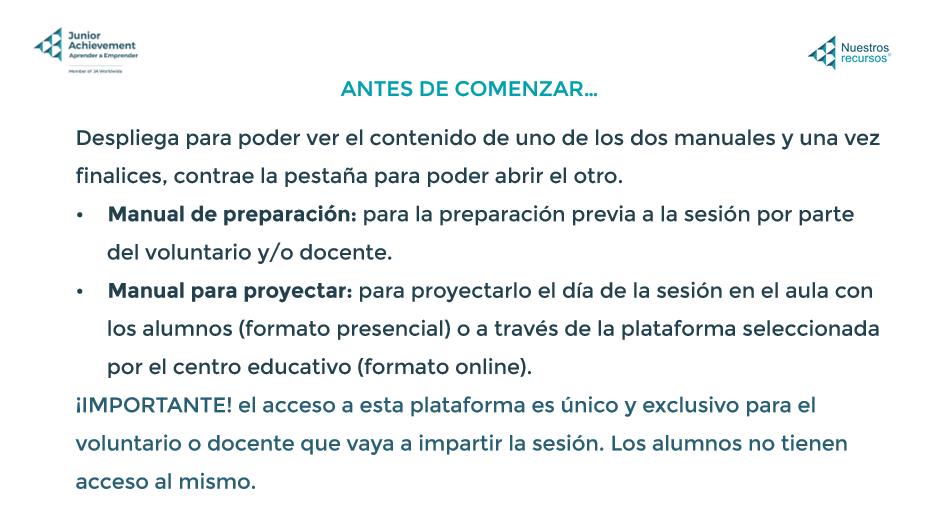 Junior
Achievement
Aprender a Emprender
Member of JA Worldwide
Nuestros
recursos®
ANTES DE COMENZAR...
Despliega para poder ver el contenido de uno de los dos manuales y una vez
finalices, contrae la pestaña para poder abrir el otro.
• Manual de preparación: para la preparación previa a la sesión por parte
del voluntario y/o docente.
• Manual para proyectar: para proyectarlo el día de la sesión en el aula con
los alumnos (formato presencial) o a través de la plataforma seleccionada
por el centro educativo (formato online).
¡IMPORTANTE! el acceso a esta plataforma es único y exclusivo para el
voluntario o docente que vaya a impartir la sesión. Los alumnos no tienen
acceso al mismo.